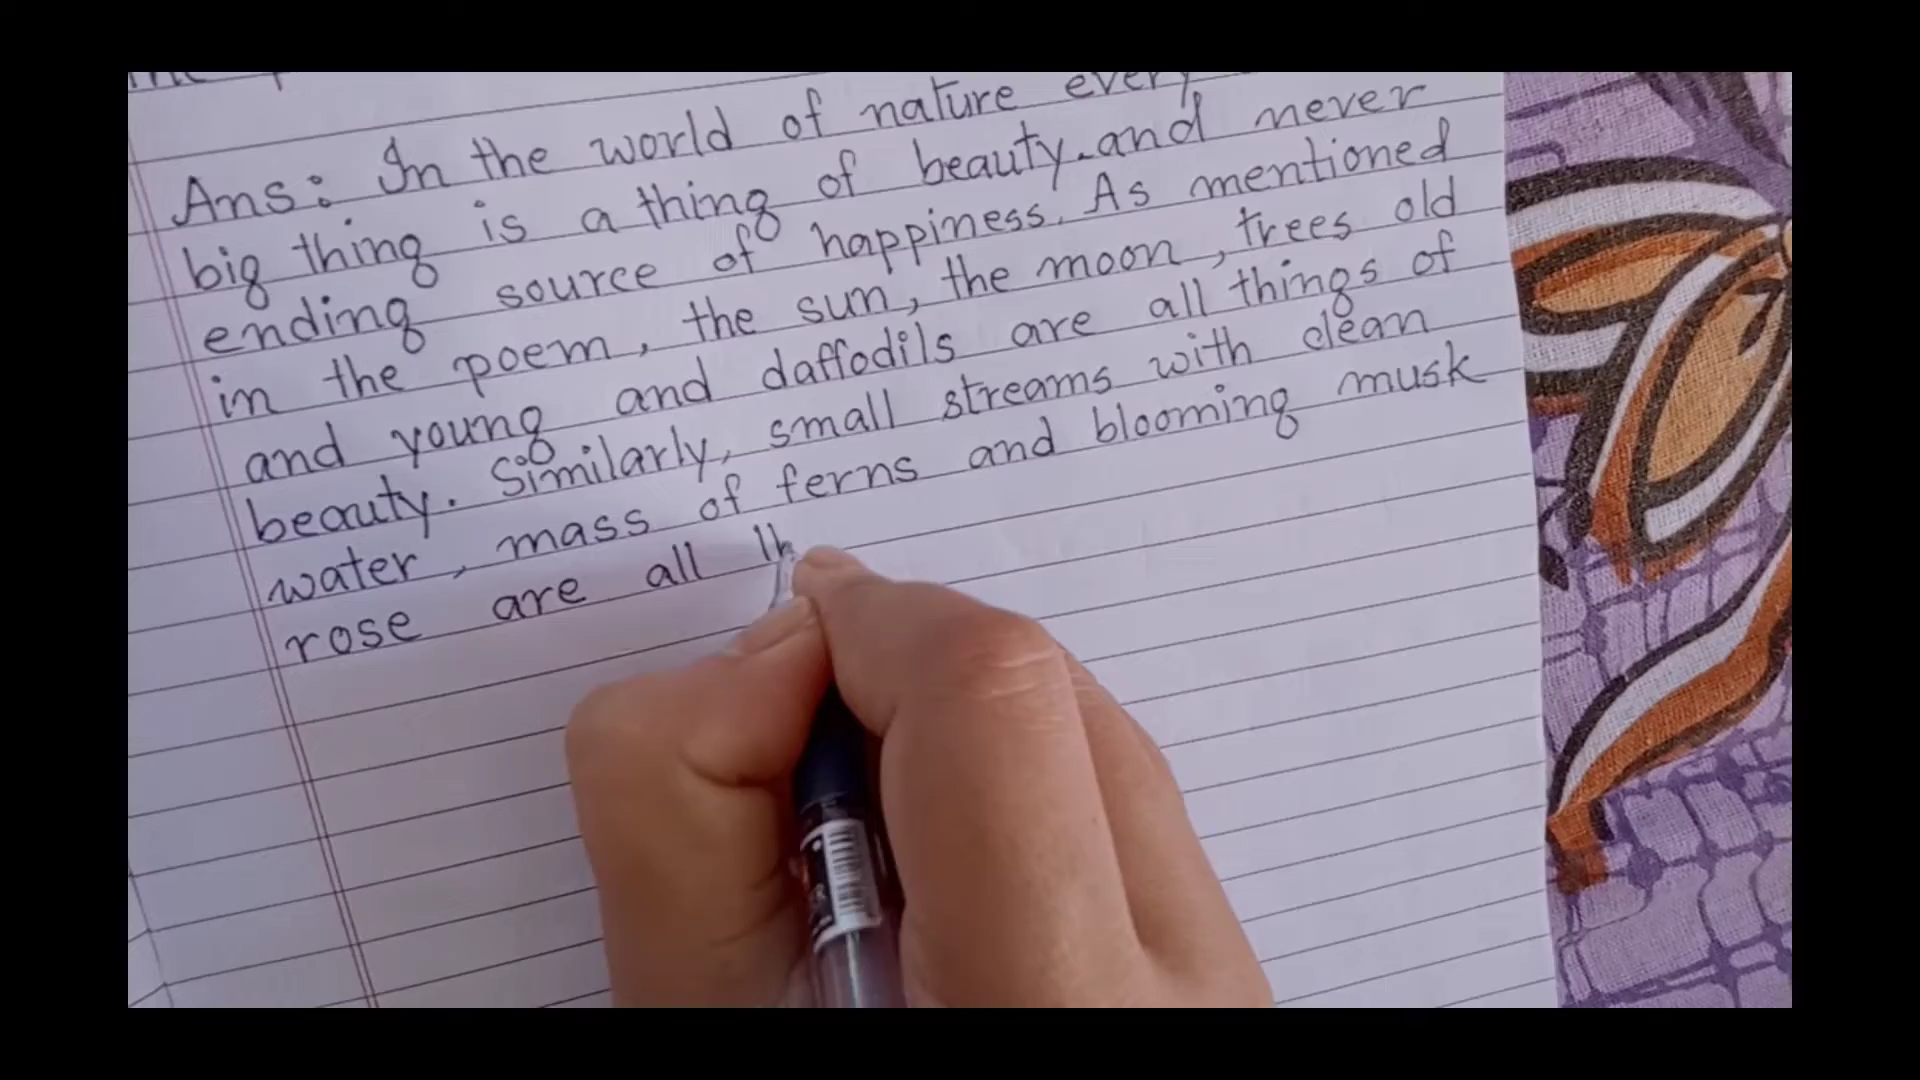 Ans: In the world of nature every
big thing is a thing of beauty and never
ending source of happiness. As mentioned
in the poem, the sun, the moon, trees old
and young and daffodils are all things of
beauty. Similarly, small streams with clean
water, mass of ferns and blooming musk
rose are all th